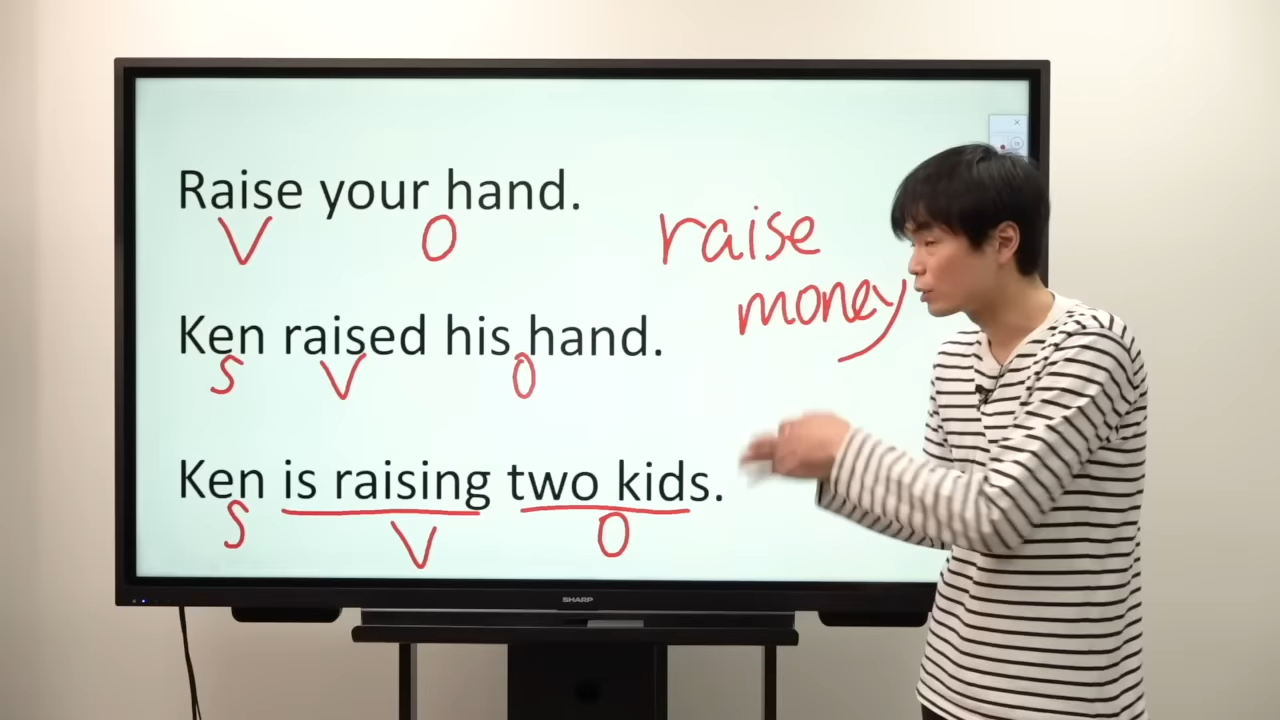 Raise your hand.
V O
raise
money
Ken raised his hand.
S V O
Ken is raising two kids.
S V O
SHARP